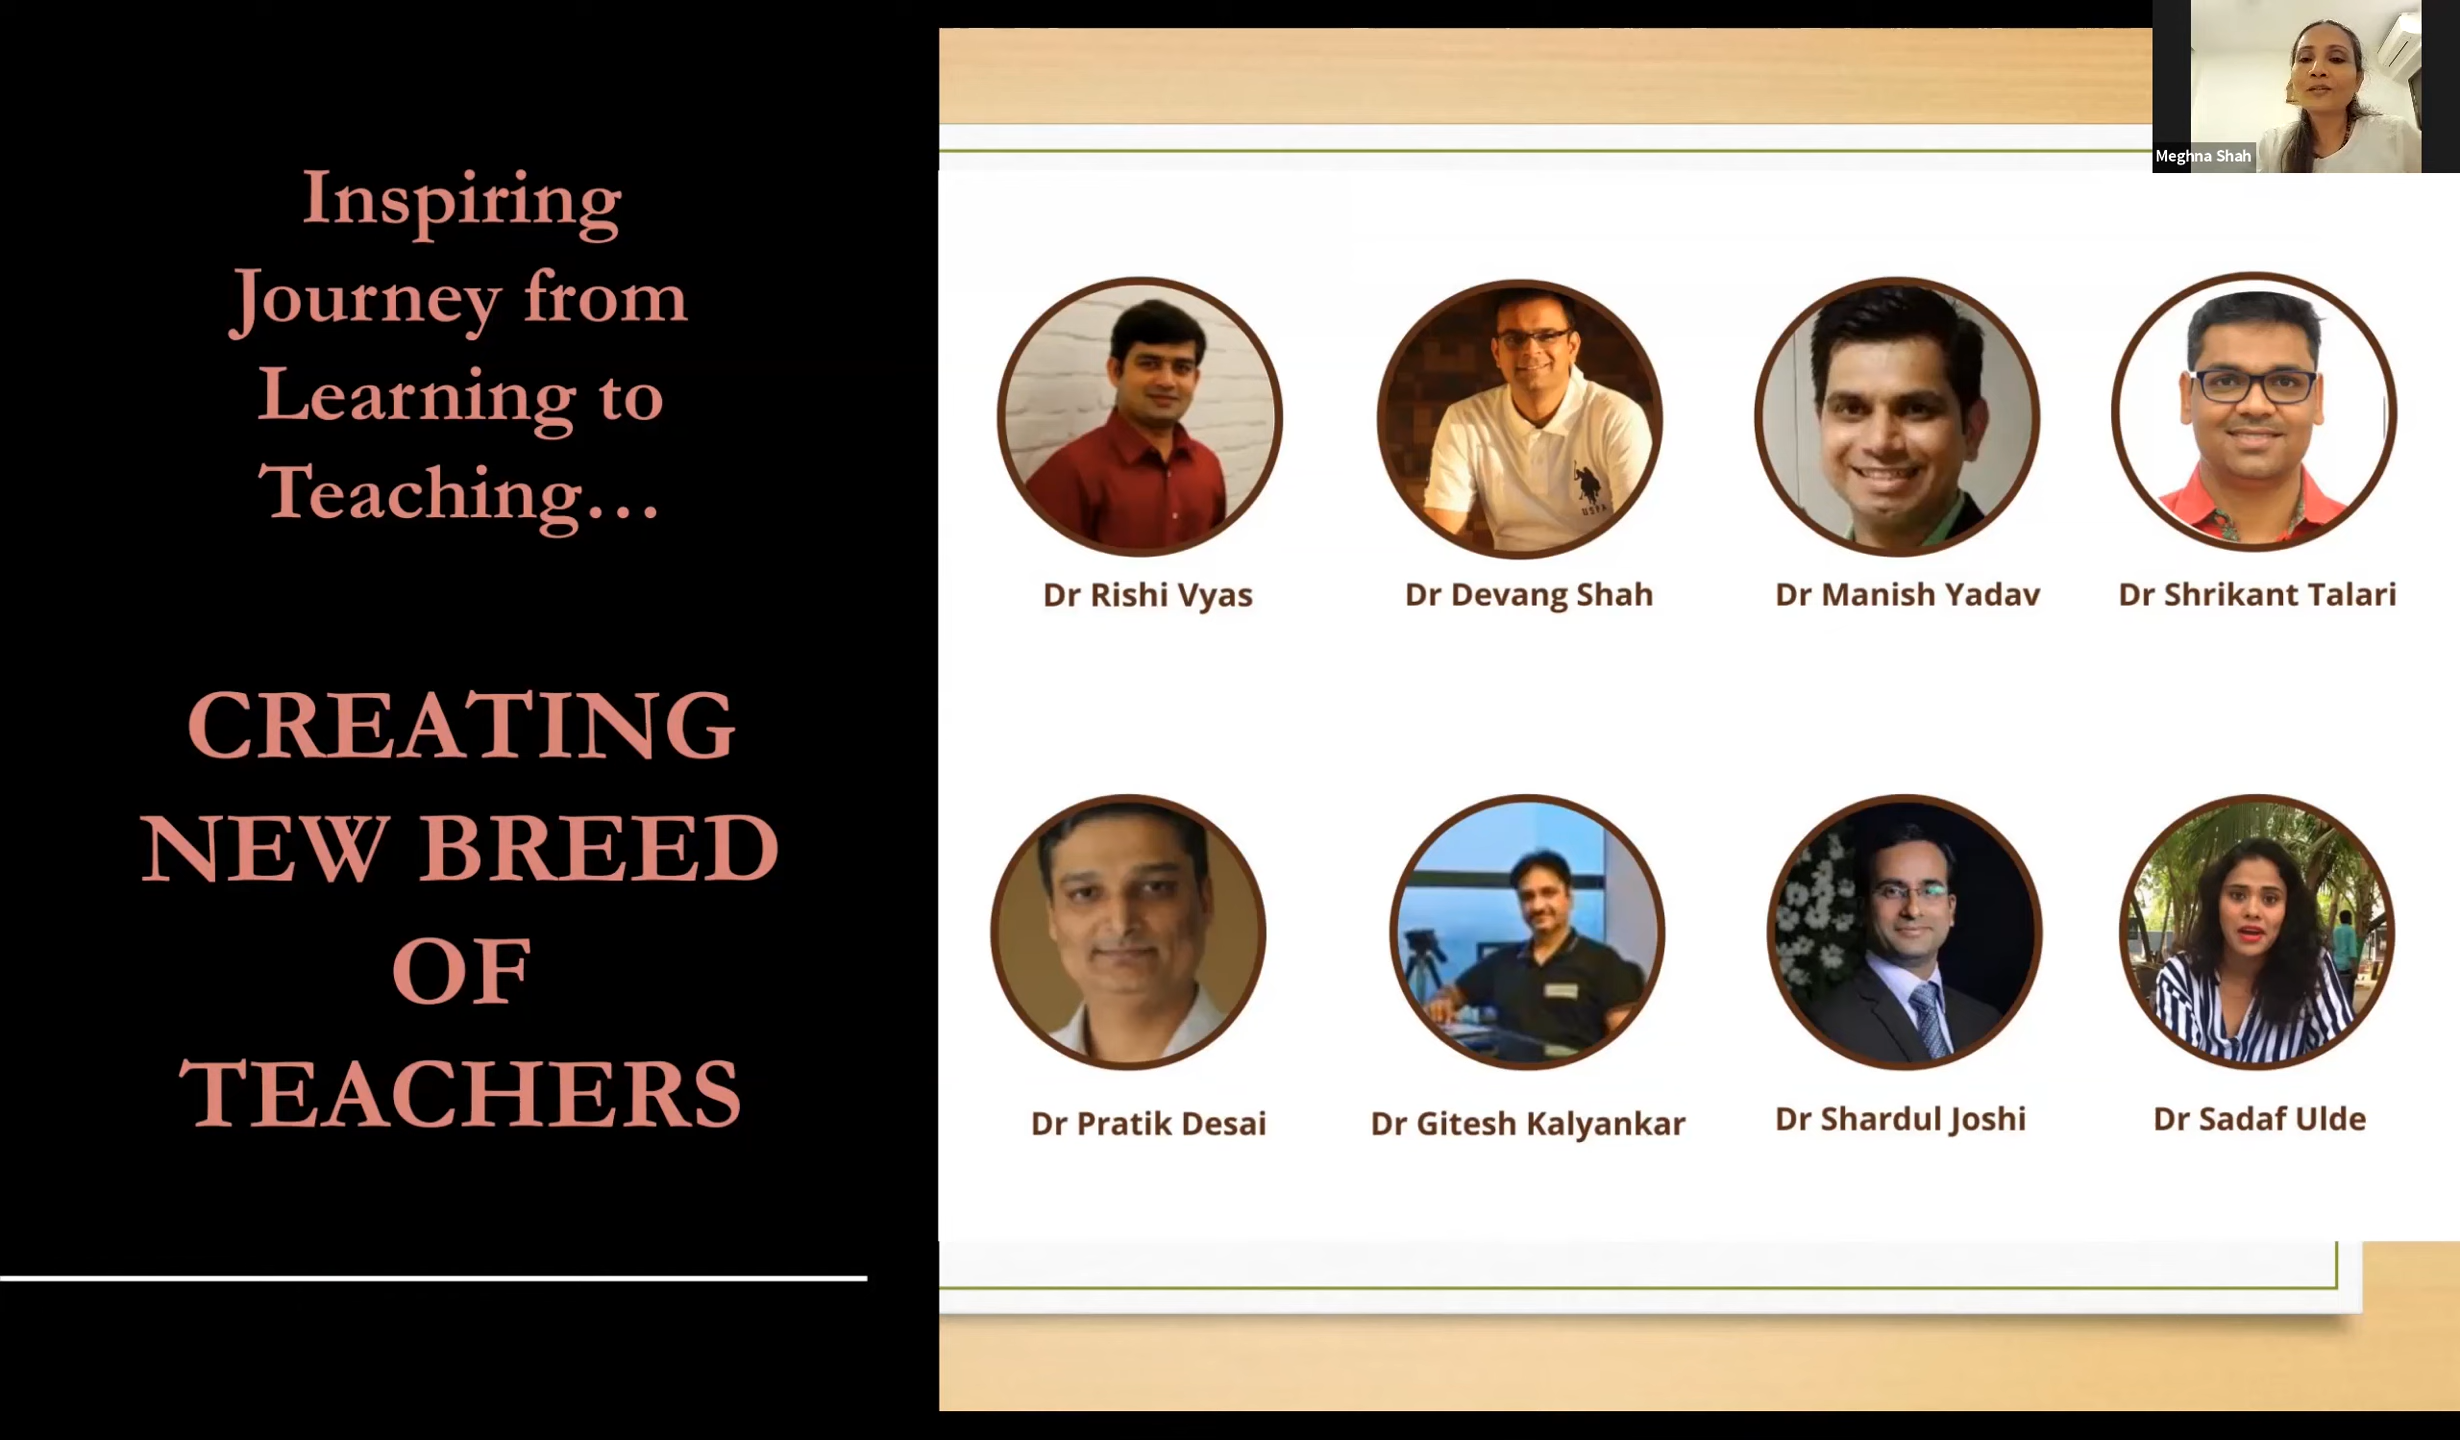 Inspiring
Journey from
Learning to
Teaching...
CREATING
NEW BREED
OF
TEACHERS
Meghna Shah
USPA
Dr Rishi Vyas
Dr Devang Shah
Dr Manish Yadav
Dr Shrikant Talari
Dr Pratik Desai
Dr Gitesh Kalyankar
Dr Shardul Joshi
Dr Sadaf Ulde